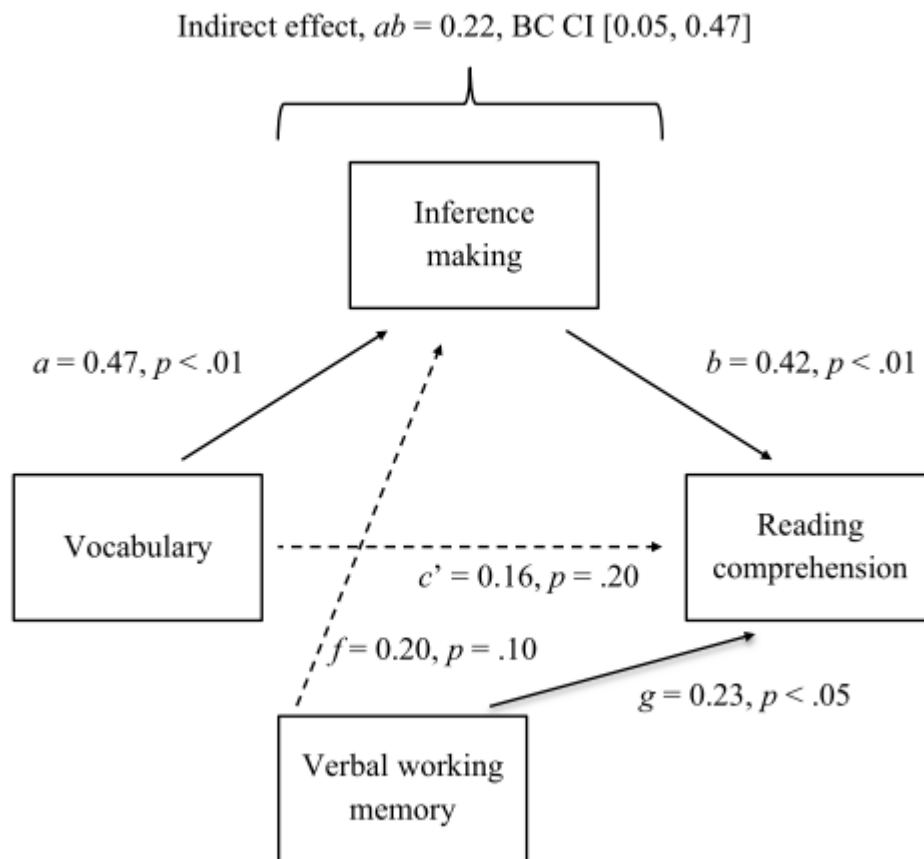 Indirect effect, ab = 0.22, BC CI [0.05, 0.47]
Inference
making
a = 0.47, p < .01
b = 0.42, p < .01
Vocabulary
Reading
comprehension
c’ = 0.16, p = .20
f = 0.20, p = .10
g = 0.23, p < .05
Verbal working
memory